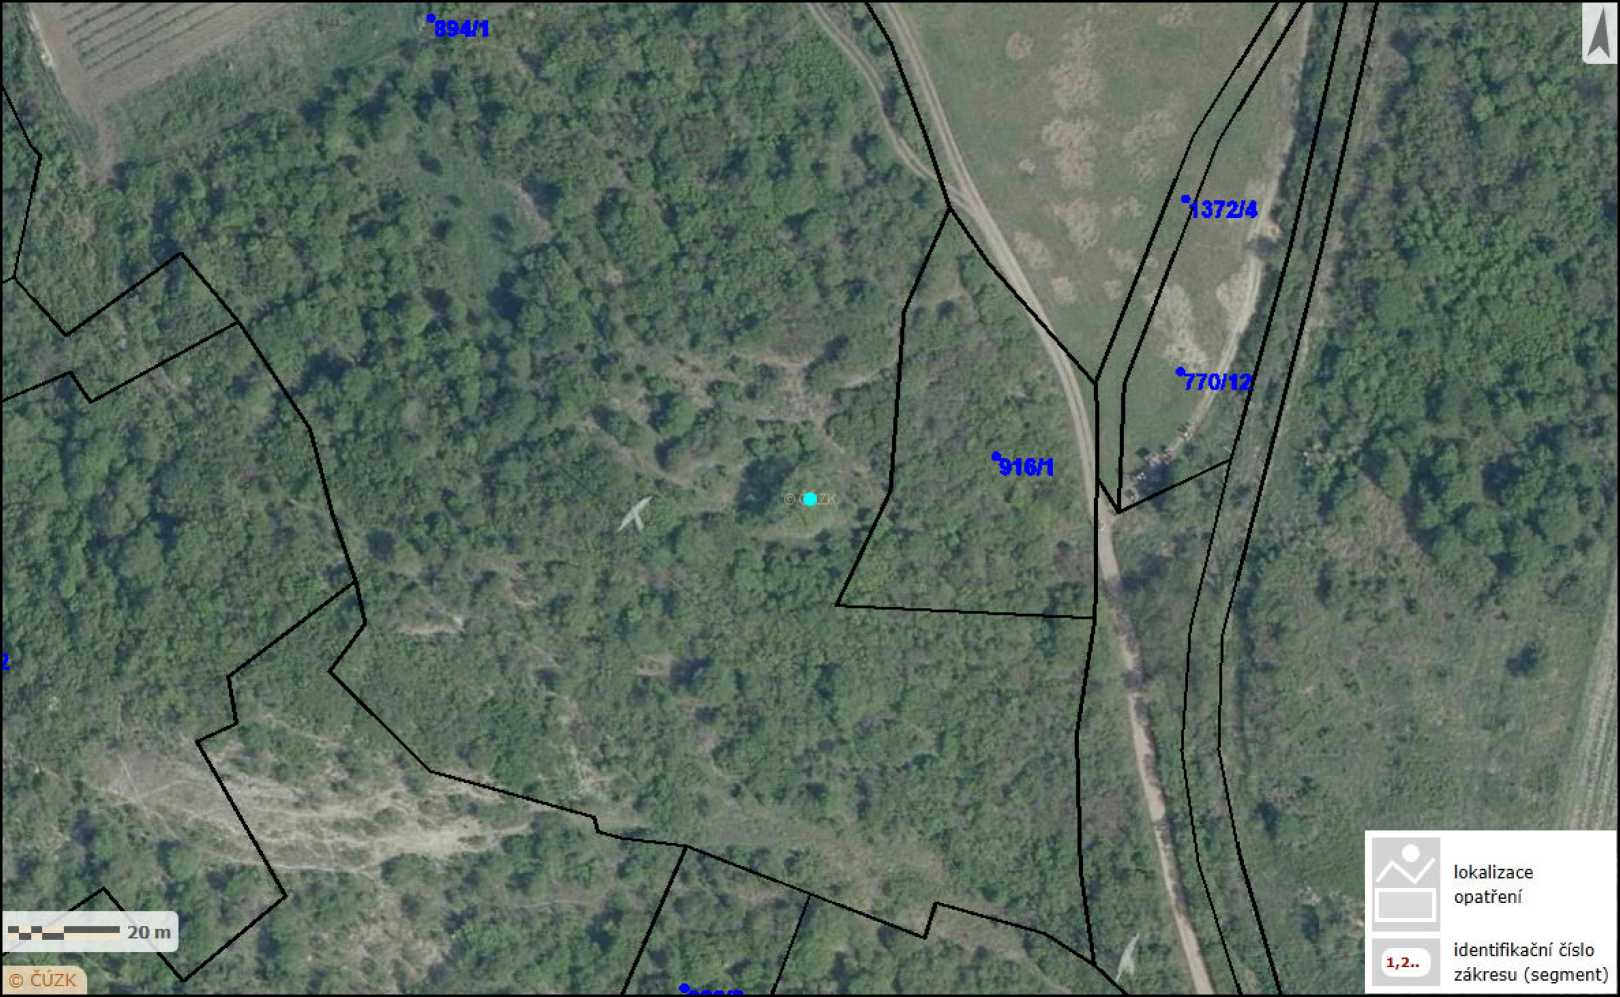 894/1
1372/4
770/12
916/1
© ČÚZK
2
lokalizace
opatření
identifikační číslo
zákresu (segment)
1,2..
20 m
© ČÚZK